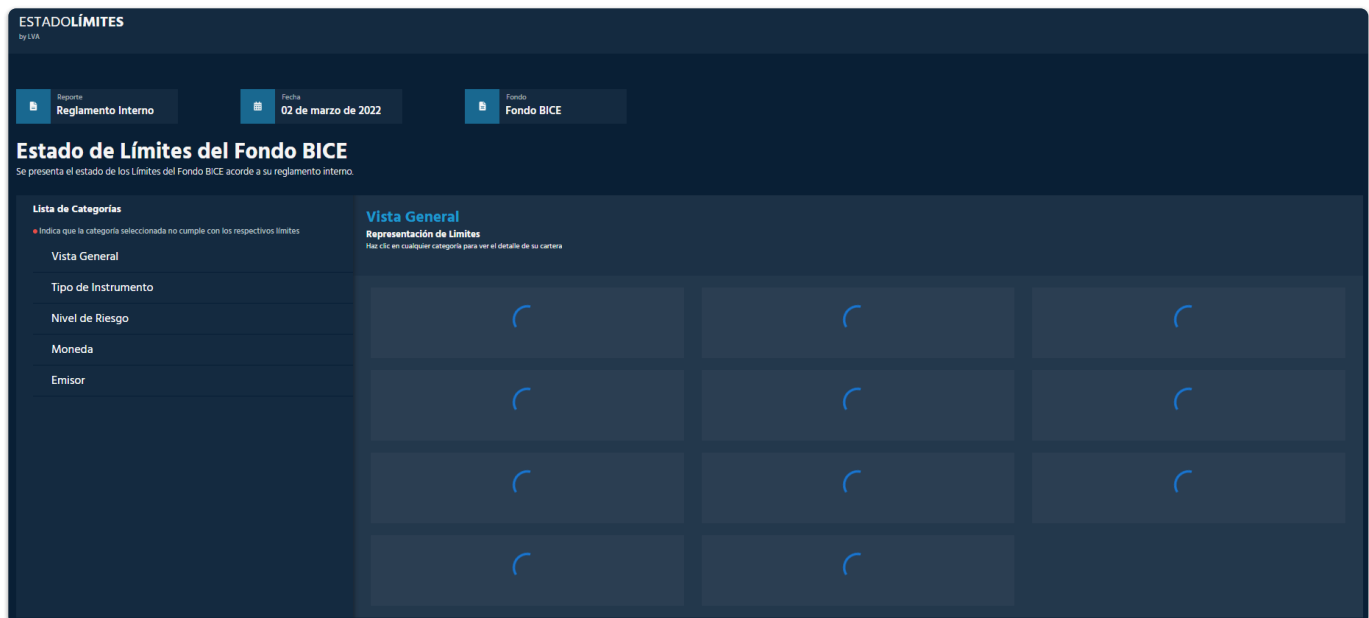 ESTADOLÍMITES
by LVA
Reporte
Reglamento Interno
Fecha
02 de marzo de 2022
Fondo
Fondo BICE
Estado de Límites del Fondo BICE
Se presenta el estado de los Límites del Fondo BICE acorde a su reglamento interno.
Lista de Categorías
Indica que la categoría seleccionada no cumple con los respectivos límites
Vista General
Tipo de Instrumento
Nivel de Riesgo
Moneda
Emisor
Vista General
Representación de Limites
Haz clic en cualquier categoría para ver el detalle de su cartera